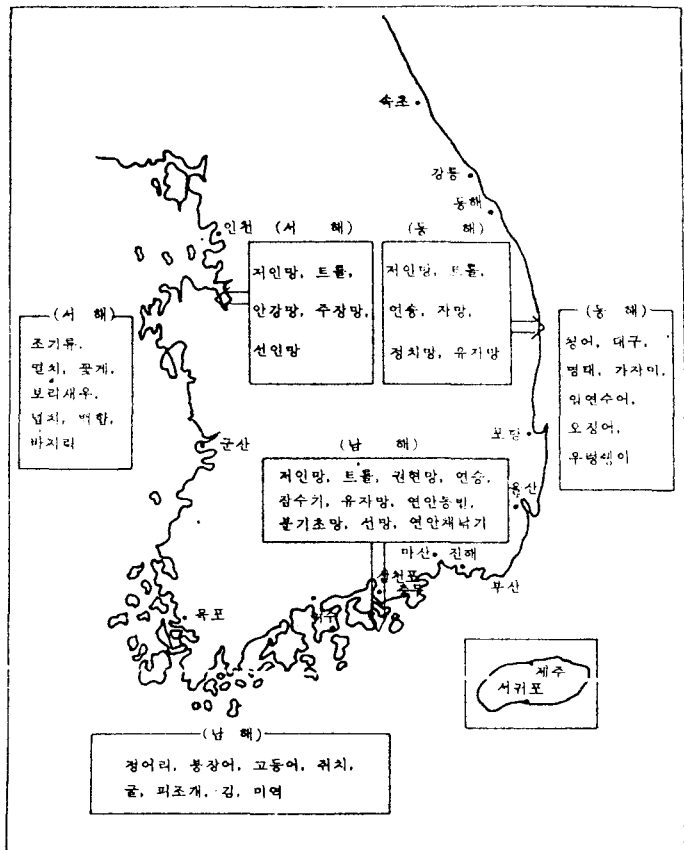 속초
강릉
동해
인천
(서 해)
저인망, 트롤,
안강망, 주장망,
선인망
(동 해)
저인망, 트롤,
연승, 자망,
정치망, 유자망
(서 해)
조기류,
멸치, 꽃게,
보리새우,
넙치, 백합,
바지락
(동 해)
청어, 대구,
명태, 가자미,
임연수어,
오징어,
우렁쉥이
군산
포항
(남 해)
저인망, 트롤, 권현망, 연승,
잠수기, 유자망, 연안통발,
분기초망, 선망, 연안채낚기
울산
마산
진해
부산
삼천포
충무
여수
목포
제주
서귀포
(남 해)
정어리, 붕장어, 고등어, 쥐치,
굴, 피조개, 김, 미역